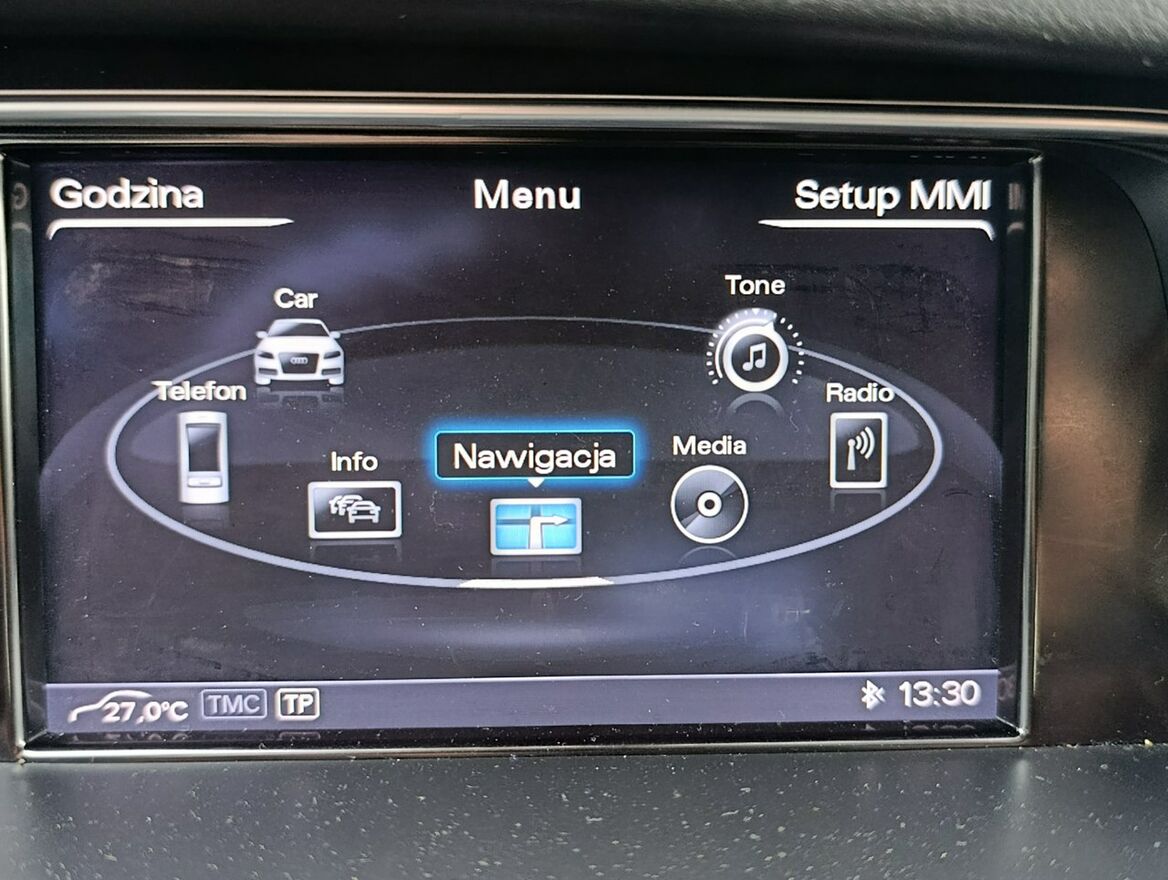 Godzina
Menu
Setup MMI
Car
Tone
Telefon
Radio
Info
Nawigacja
Media
27,0°C
TMC
TP
13:30